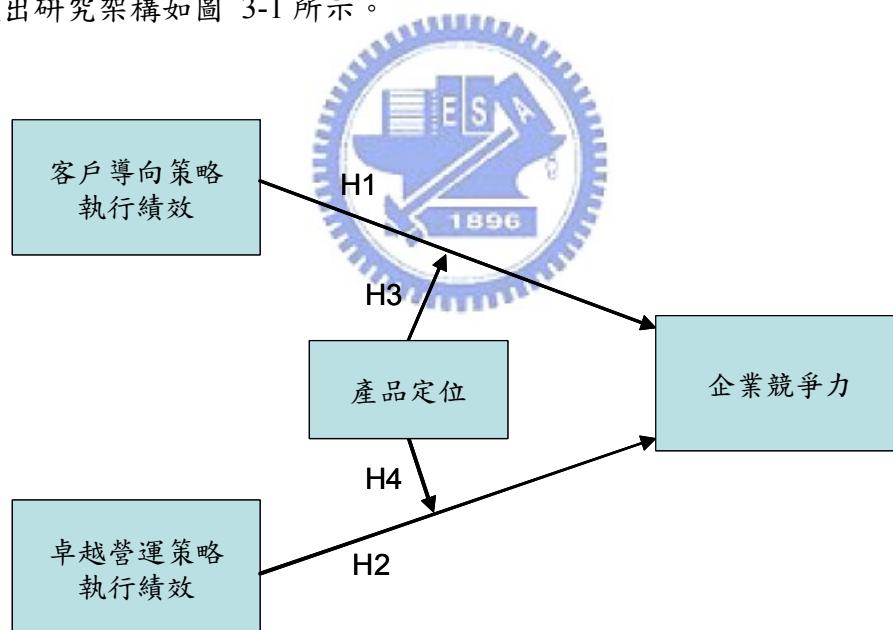 出研究架構如圖 3-1 所示。
E S A
1896
客戶導向策略
執行績效
H1
H3
產品定位
企業競爭力
H4
卓越營運策略
執行績效
H2